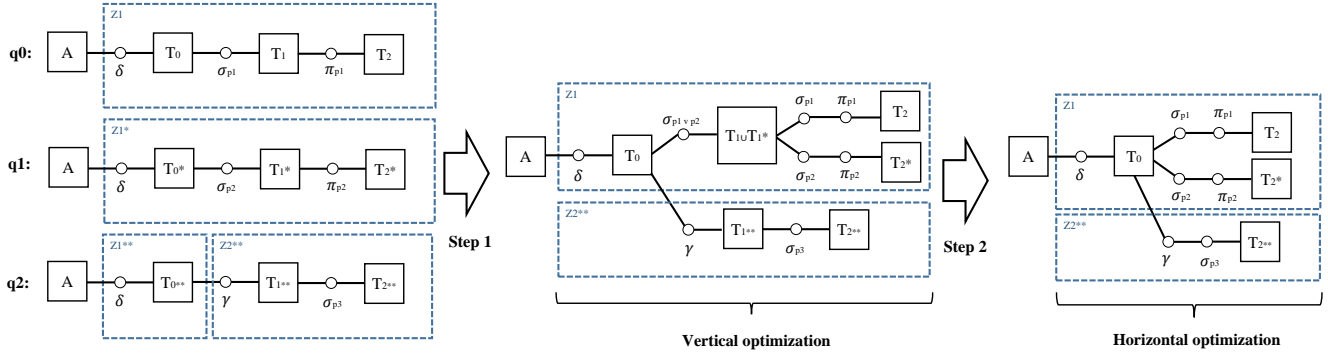 Z1
q0: A δ T0 σp1 T1 πp1 T2
Z1*
q1: A δ T0* σp2 T1* πp2 T2*
Z1** Z2**
q2: A δ T0** γ T1** σp3 T2**
Step 1
Z1
A δ T0 σp1 ∨ p2 T1∪T1*
σp1 πp1 T2
σp2 πp2 T2*
Z2**
γ T1** σp3 T2**
Vertical optimization
Step 2
Z1
A δ T0
σp1 πp1 T2
σp2 πp2 T2*
Z2**
γ σp3 T2**
Horizontal optimization